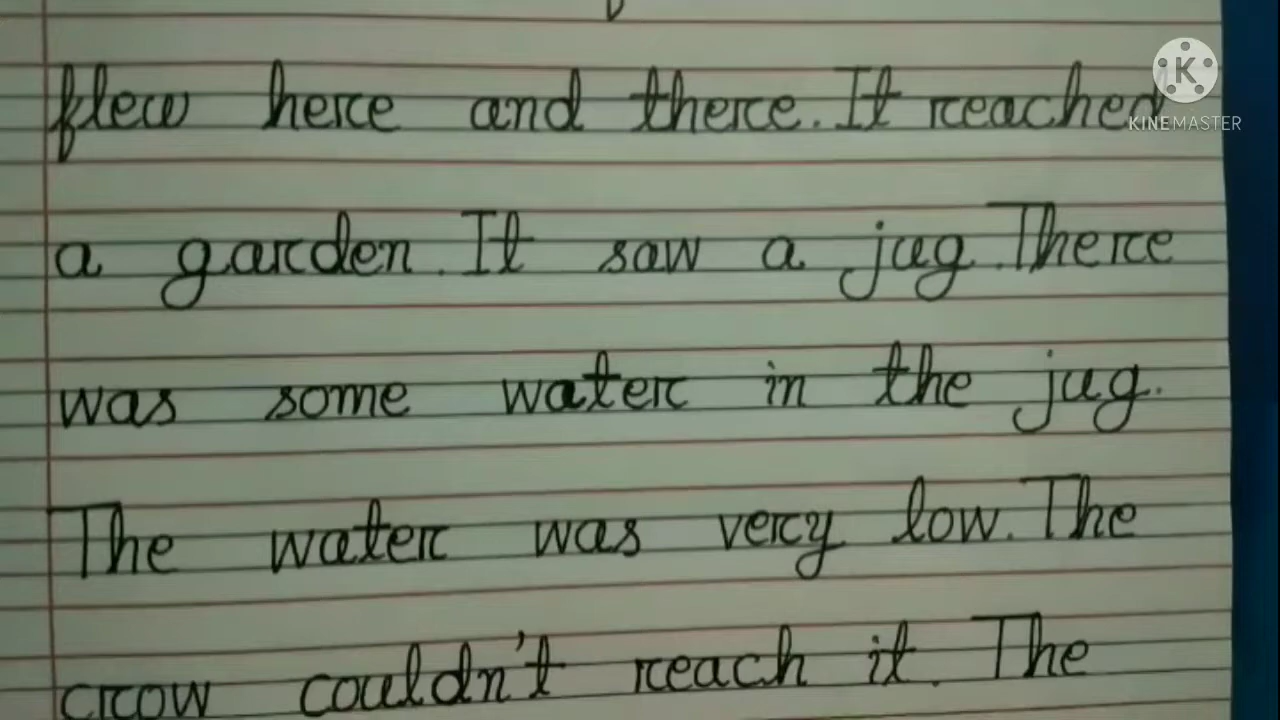 flew here and there. It reached
a garden. It saw a jug. There
was some water in the jug.
The water was very low. The
crow couldn't reach it. The
KINEMASTER